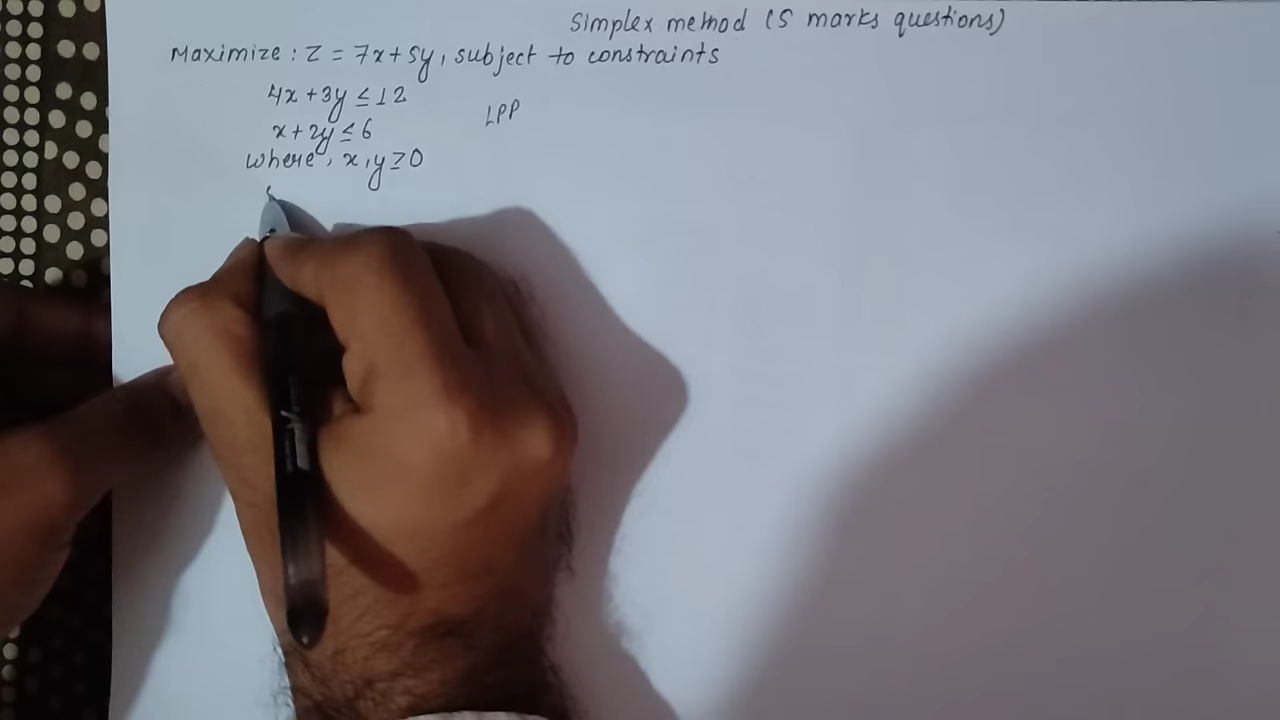 Simplex method (5 marks questions)
Maximize: Z = 7x+5y, subject to constraints
4x+3y ≤ 12
LPP
x+2y ≤ 6
where, x,y ≥ 0